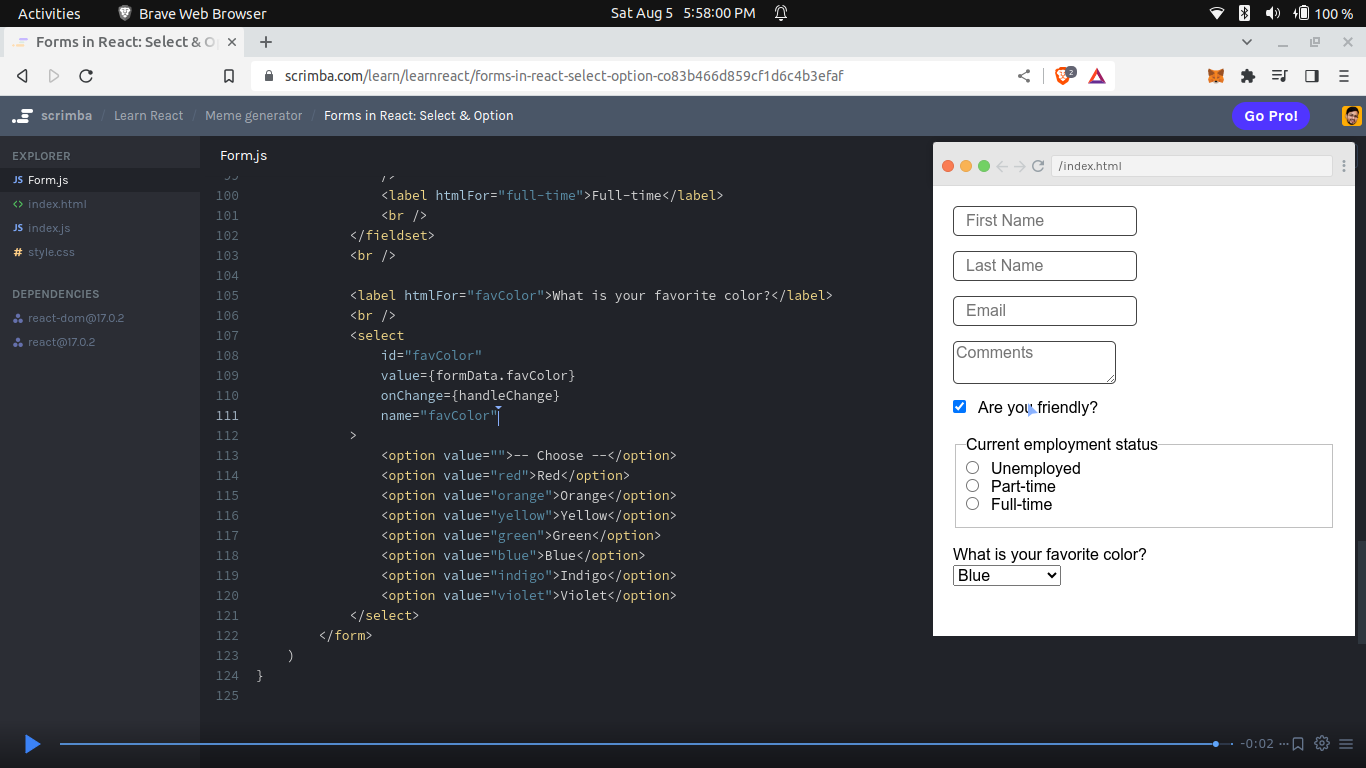 Activities
Brave Web Browser
Sat Aug 5 5:58:00 PM
100 %
Forms in React: Select & O
scrimba.com/learn/learnreact/forms-in-react-select-option-co83b466d859cf1d6c4b3efaf
2
scrimba / Learn React / Meme generator / Forms in React: Select & Option
Go Pro!
EXPLORER
JS Form.js
<> index.html
JS index.js
# style.css
DEPENDENCIES
react-dom@17.0.2
react@17.0.2
Form.js
99 />
100 <label htmlFor="full-time">Full-time</label>
101 <br />
102 </fieldset>
103 <br />
104
105 <label htmlFor="favColor">What is your favorite color?</label>
106 <br />
107 <select
108 id="favColor"
109 value={formData.favColor}
110 onChange={handleChange}
111 name="favColor"
112 >
113 <option value="">-- Choose --</option>
114 <option value="red">Red</option>
115 <option value="orange">Orange</option>
116 <option value="yellow">Yellow</option>
117 <option value="green">Green</option>
118 <option value="blue">Blue</option>
119 <option value="indigo">Indigo</option>
120 <option value="violet">Violet</option>
121 </select>
122 </form>
123 )
124 }
125
/index.html
First Name
Last Name
Email
Comments
Are you friendly?
Current employment status
Unemployed
Part-time
Full-time
What is your favorite color?
Blue
-0:02